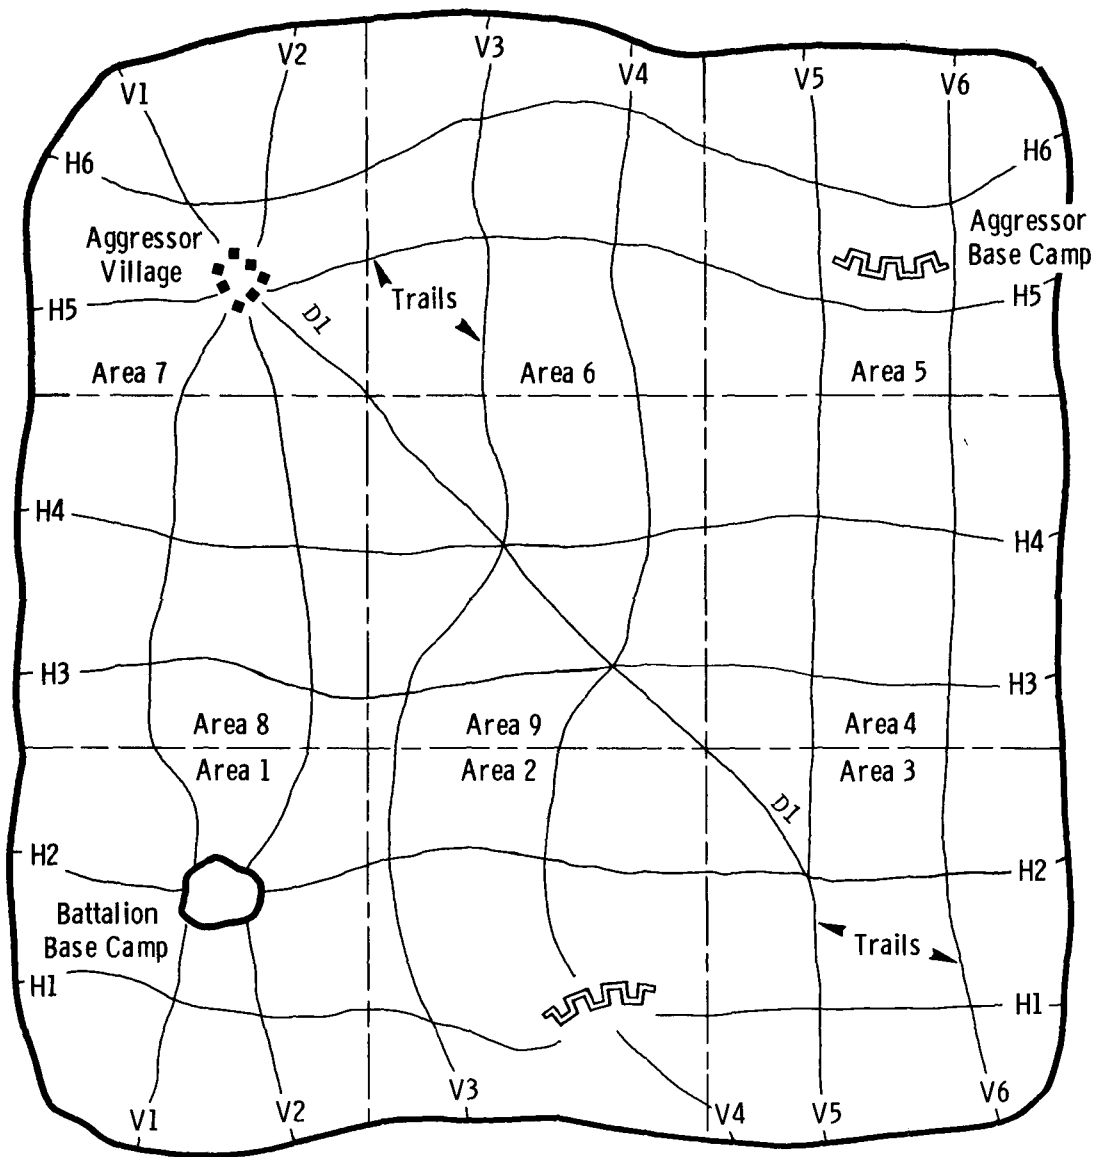 V1
V2
V3
V4
V5
V6
H6
H6
Aggressor
Village
Aggressor
Base Camp
H5
D1
Trails
H5
Area 7
Area 6
Area 5
H4
H4
H3
H3
Area 8
Area 9
Area 4
Area 1
Area 2
Area 3
D1
H2
H2
Battalion
Base Camp
Trails
H1
H1
V1
V2
V3
V4
V5
V6